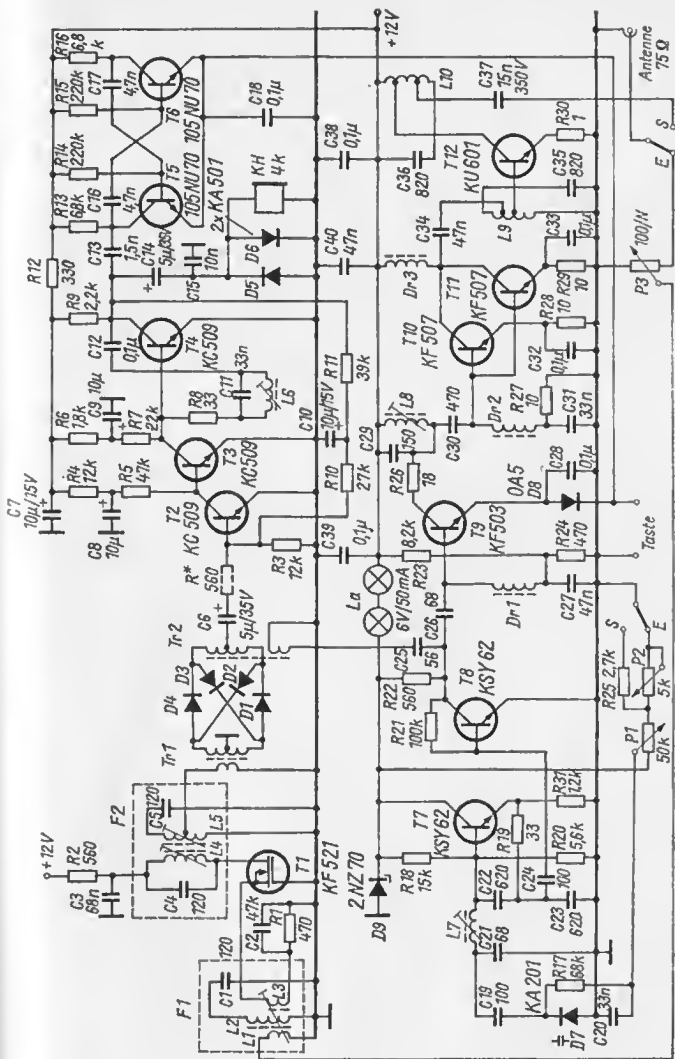 F1
L1
L2
L3
C1
120
C2
47k
R1
470
T1
KF521
+12V
R2
560
C3
68n
F2
C4
120
L4
L5
C5
120
Tr1
D4
D3
D2
D1
Tr2
C6
5µ/35V
R*
560
R3
12k
C7
10µ/15V
C8
10µ
R4
12k
R5
47k
T2
KC509
R6
1,8k
C9
10µ
R7
22k
T3
KC509
R8
33
C11
33n
L6
C10
10µ/15V
R10
27k
R11
39k
R9
2,2k
T4
KC509
C12
0,1µ
R12
330
C13
1,5n
C14
5µ/35V
C15
10n
D5
D6
2x KA501
KH
4k
R13
68k
C16
4,7n
T5
105NU70
R14
220k
R15
220k
C17
4,7n
R16
6,8
k
T6
105NU70
C18
0,1µ
C39
0,1µ
C40
47n
C38
0,1µ
+12V
D9
2NZ70
C19
100
D7
KA201
C20
33n
R17
68k
C21
68
L7
R18
15k
C22
620
C23
620
C24
100
R19
33
R20
5,6k
R31
1,2k
T7
KSY62
R21
100k
R22
560
T8
KSY62
C25
56
C26
68
La
6V/50mA
R23
8,2k
Dr1
C27
47n
R24
470
T9
KF503
R26
18
C29
150
L8
D8
OA5
C28
0,1µ
C30
470
Dr2
R27
10
C31
33n
T10
KF507
T11
KF507
Dr3
C32
0,1µ
R28
10
R29
10
C33
0,1µ
C34
47n
L9
C35
820
T12
KU601
R30
1
C36
820
L10
C37
15n
350V
P1
50k
P2
5k
R25 2,7k
S
E
Taste
P3
100/N
E
S
Antenne
75Ω